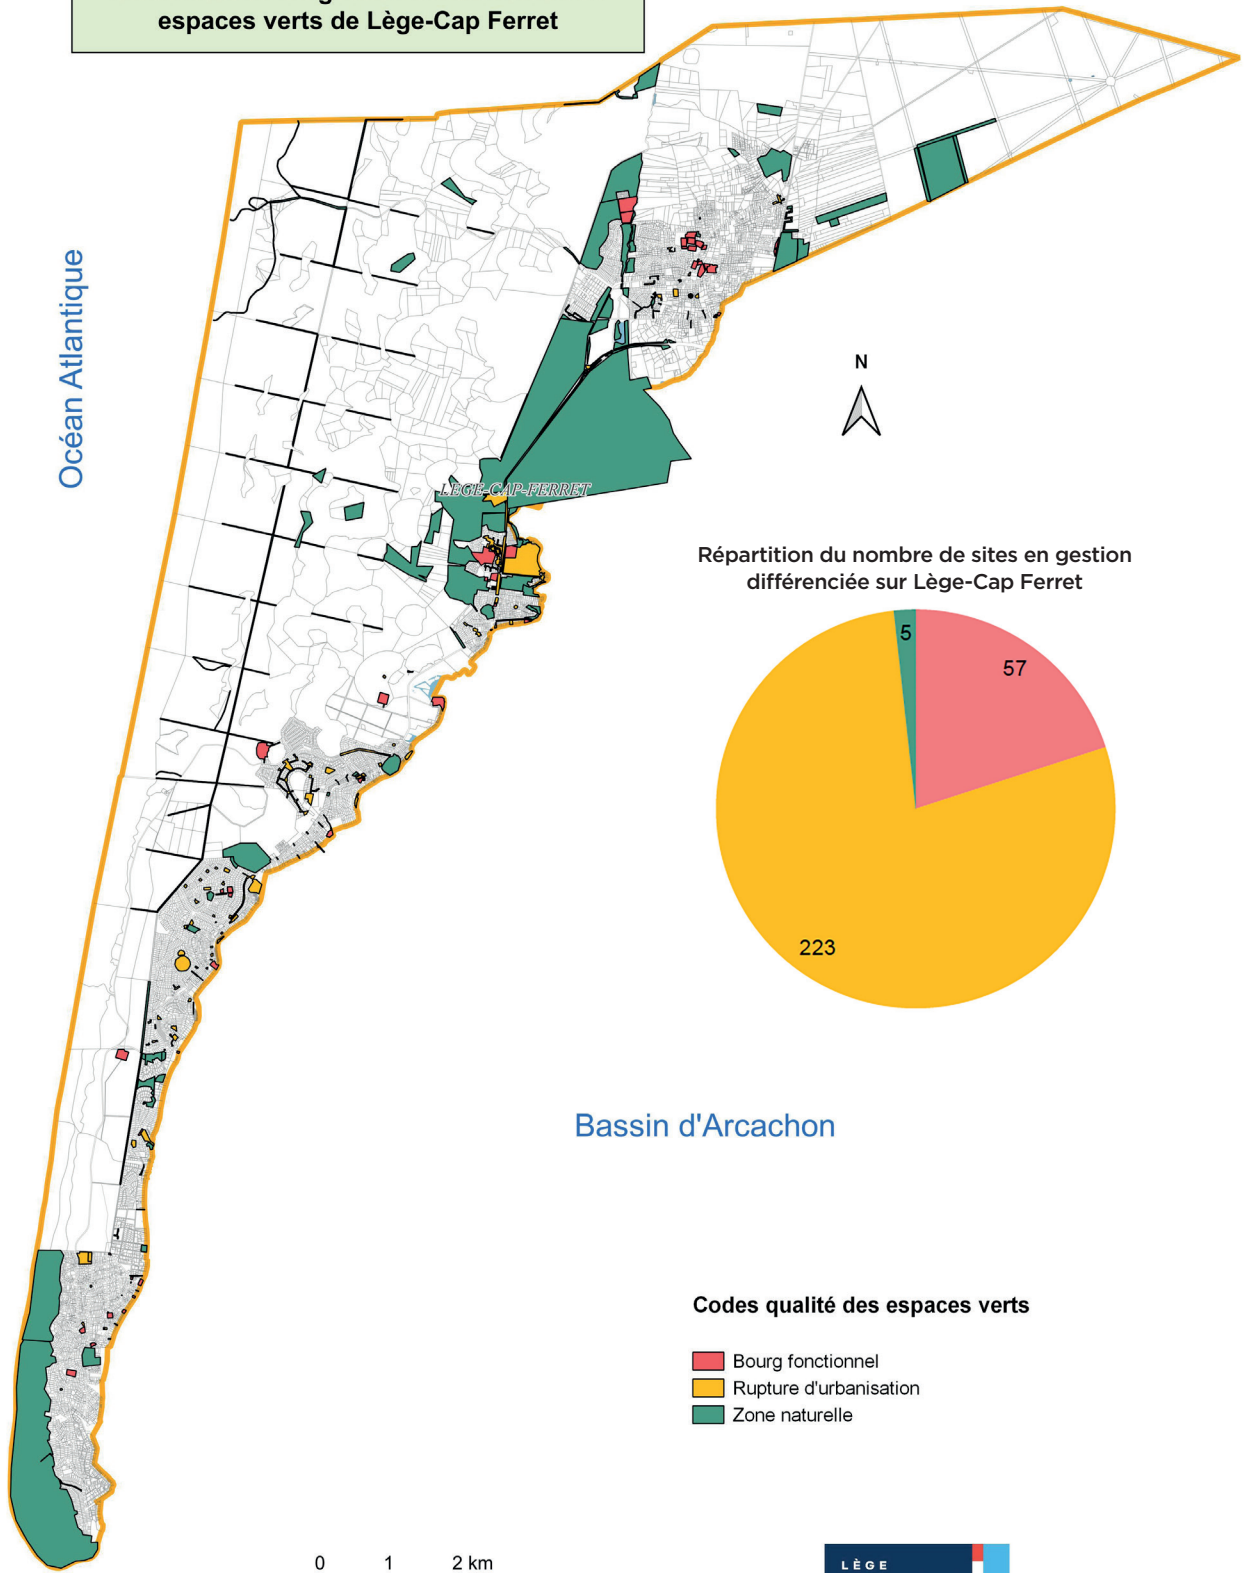 espaces verts de Lège-Cap Ferret
Océan Atlantique
N
LEGE-CAP-FERRET
Répartition du nombre de sites en gestion
différenciée sur Lège-Cap Ferret
5
57
223
Bassin d'Arcachon
Codes qualité des espaces verts
Bourg fonctionnel
Rupture d'urbanisation
Zone naturelle
0 1 2 km
LÈGE